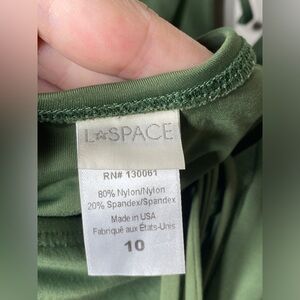 L☆SPACE
RN# 130061
80% Nylon/Nylon
20% Spandex/Spandex
Made in USA
Fabriqué aux États-Unis
10